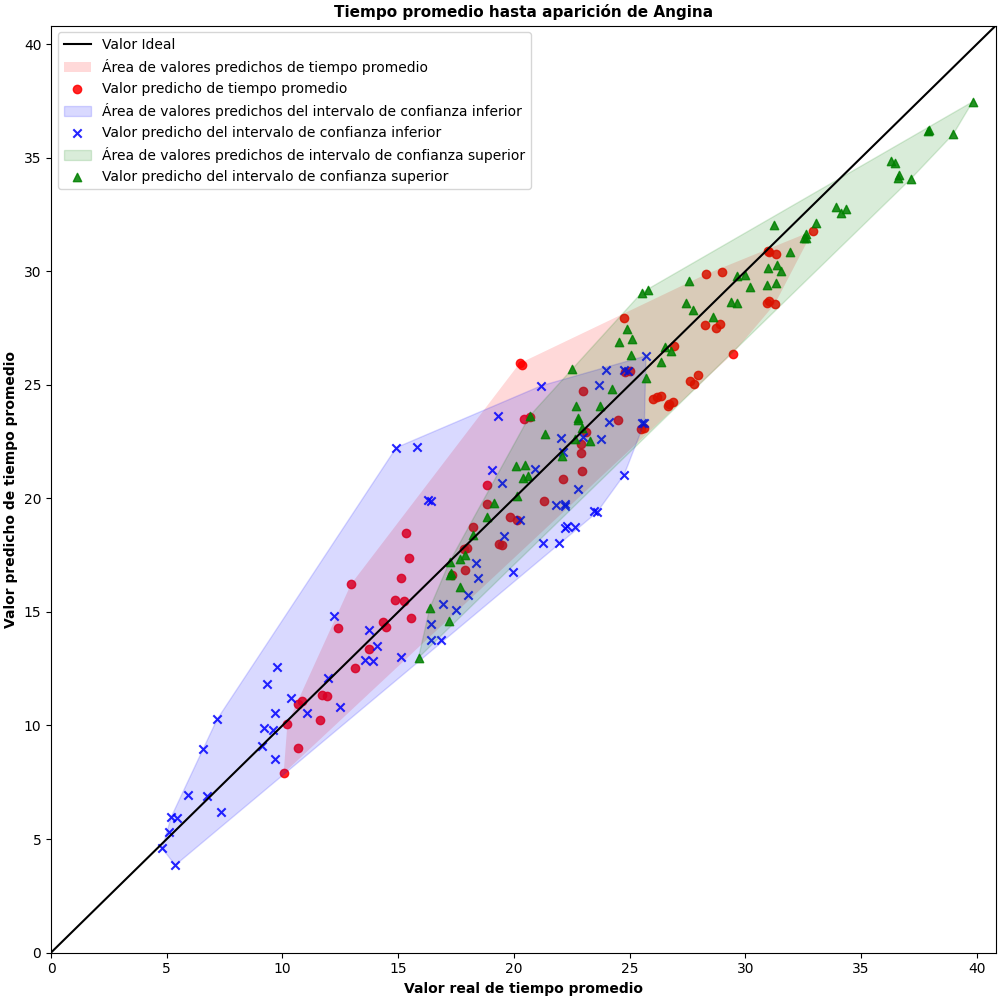 Tiempo promedio hasta aparición de Angina
Valor Ideal
Área de valores predichos de tiempo promedio
Valor predicho de tiempo promedio
Área de valores predichos del intervalo de confianza inferior
Valor predicho del intervalo de confianza inferior
Área de valores predichos de intervalo de confianza superior
Valor predicho del intervalo de confianza superior
Valor predicho de tiempo promedio
40
35
30
25
20
15
10
5
0
0 5 10 15 20 25 30 35 40
Valor real de tiempo promedio